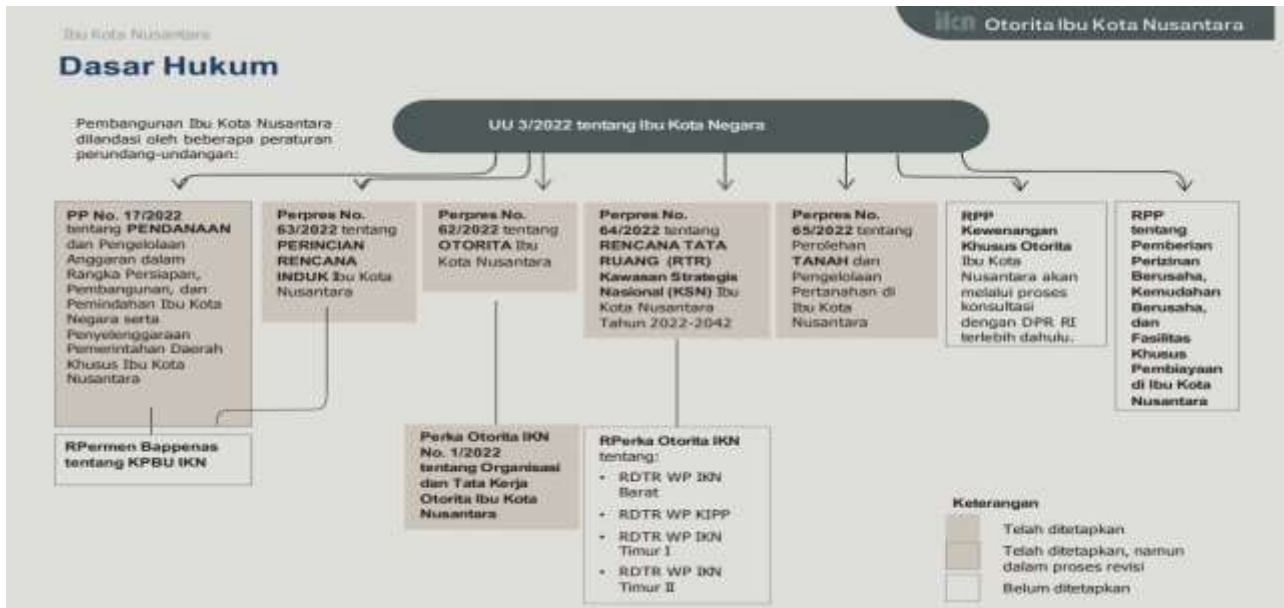 Ibu Kota Nusantara
ikn Otorita Ibu Kota Nusantara
Dasar Hukum
Pembangunan Ibu Kota Nusantara
dilandasi oleh beberapa peraturan
perundang-undangan:
UU 3/2022 tentang Ibu Kota Negara
PP No. 17/2022
tentang PENDANAAN
dan Pengelolaan
Anggaran dalam
Rangka Persiapan,
Pembangunan, dan
Pemindahan Ibu Kota
Negara serta
Penyelenggaraan
Pemerintahan Daerah
Khusus Ibu Kota
Nusantara
Perpres No.
63/2022 tentang
PERINCIAN
RENCANA
INDUK Ibu Kota
Nusantara
Perpres No.
62/2022 tentang
OTORITA Ibu
Kota Nusantara
Perpres No.
64/2022 tentang
RENCANA TATA
RUANG (RTR)
Kawasan Strategis
Nasional (KSN) Ibu
Kota Nusantara
Tahun 2022-2042
Perpres No.
65/2022 tentang
Perolehan
TANAH dan
Pengelolaan
Pertanahan di
Ibu Kota
Nusantara
RPP
Kewenangan
Khusus Otorita
Ibu Kota
Nusantara akan
melalui proses
konsultasi
dengan DPR RI
terlebih dahulu.
RPP
tentang
Pemberian
Perizinan
Berusaha,
Kemudahan
Berusaha,
dan
Fasilitas
Khusus
Pembiayaan
di Ibu Kota
Nusantara
RPermen Bappenas
tentang KPBU IKN
Perka Otorita IKN
No. 1/2022
tentang Organisasi
dan Tata Kerja
Otorita Ibu Kota
Nusantara
RPerka Otorita IKN
tentang:
• RDTR WP IKN
Barat
• RDTR WP KIPP
• RDTR WP IKN
Timur I
• RDTR WP IKN
Timur II
Keterangan
Telah ditetapkan
Telah ditetapkan, namun
dalam proses revisi
Belum ditetapkan